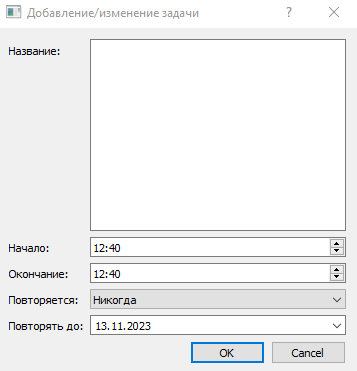 Добавление/изменение задачи ?
Название:
Начало: 12:40
Окончание: 12:40
Повторяется: Никогда
Повторять до: 13.11.2023
OK Cancel